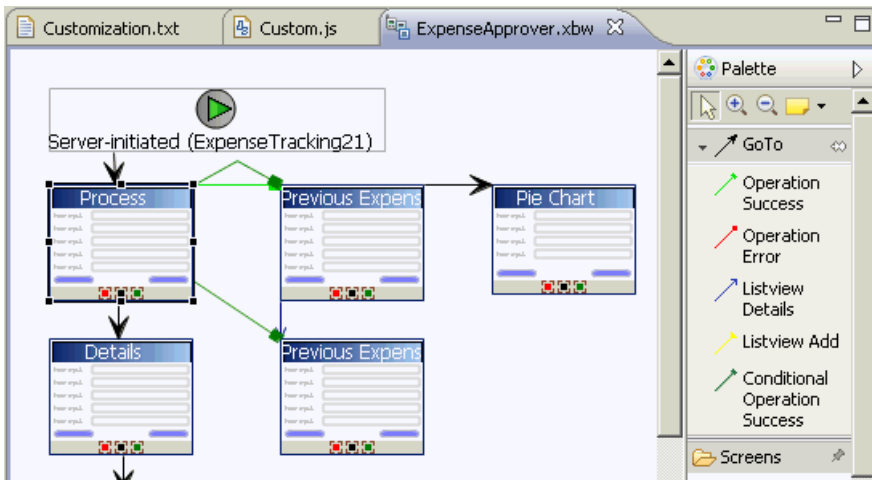 Customization.txt
Custom.js
ExpenseApprover.xbw
Server-initiated (ExpenseTracking21)
Process
Previous Expens
Pie Chart
Details
Previous Expens
Palette
GoTo
Operation
Success
Operation
Error
Listview
Details
Listview Add
Conditional
Operation
Success
Screens